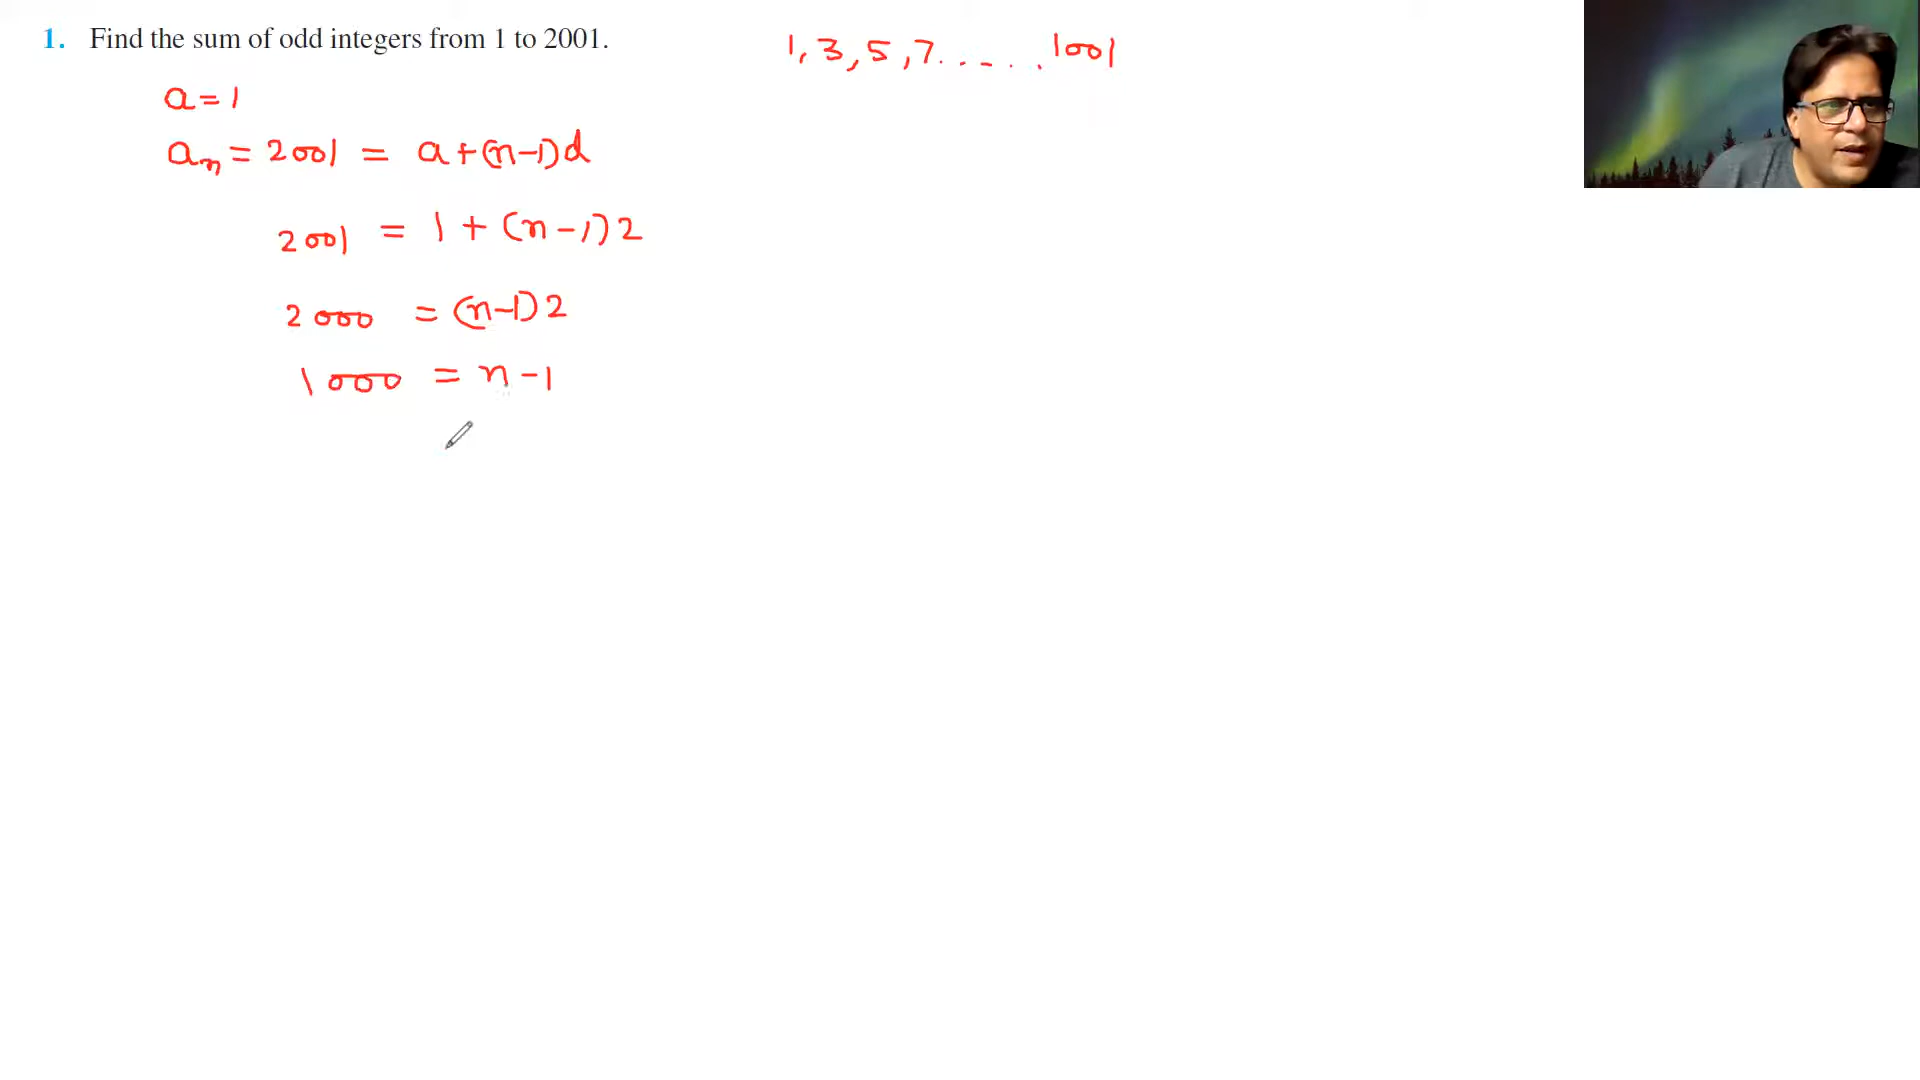 1. Find the sum of odd integers from 1 to 2001.
1, 3, 5, 7. . - . . 1001
a = 1
aₙ = 2001 = a + (n-1)d
2001 = 1 + (n-1)2
2000 = (n-1)2
1000 = n-1